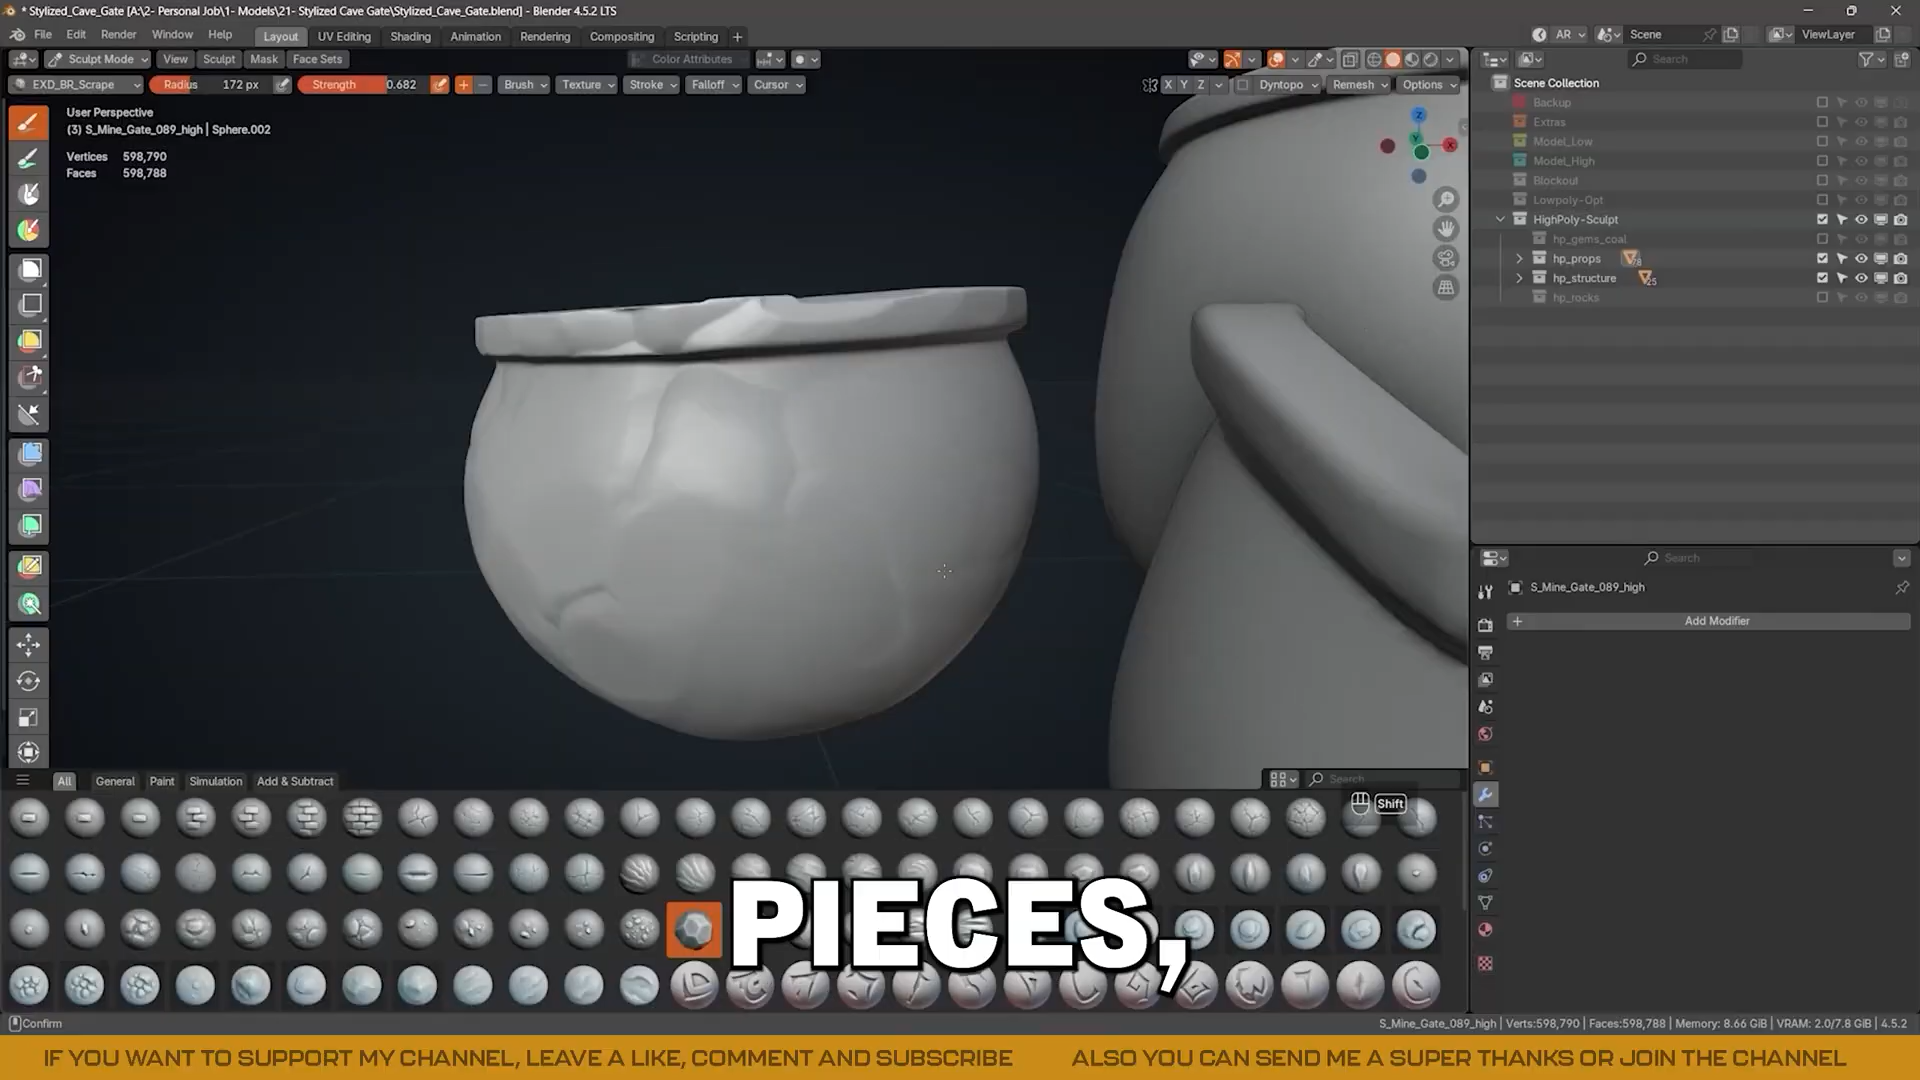 * Stylized_Cave_Gate [A:\2- Personal Job\1- Models\21- Stylized Cave Gate\Stylized_Cave_Gate.blend] - Blender 4.5.2 LTS
File Edit Render Window Help Layout UV Editing Shading Animation Rendering Compositing Scripting + AR Scene ViewLayer
Sculpt Mode View Sculpt Mask Face Sets Color Attributes Search
EXD_BR_Scrape Radius 172 px Strength 0.682 Brush Texture Stroke Falloff Cursor X Y Z Dyntopo Remesh Options
User Perspective
(3) S_Mine_Gate_089_high | Sphere.002
Vertices 598,790
Faces 598,788
Z
Y
X
Scene Collection
Backup
Extras
Model_Low
Model_High
Blockout
Lowpoly-Opt
HighPoly-Sculpt
hp_gems_coal
hp_props 78
hp_structure 25
hp_rocks
Search
S_Mine_Gate_089_high
+ Add Modifier
All General Paint Simulation Add & Subtract Search
Shift
PIECES,
Confirm
S_Mine_Gate_089_high | Verts:598,790 | Faces:598,788 | Memory: 8.66 GiB | VRAM: 2.0/7.8 GiB | 4.5.2
IF YOU WANT TO SUPPORT MY CHANNEL, LEAVE A LIKE, COMMENT AND SUBSCRIBE ALSO YOU CAN SEND ME A SUPER THANKS OR JOIN THE CHANNEL